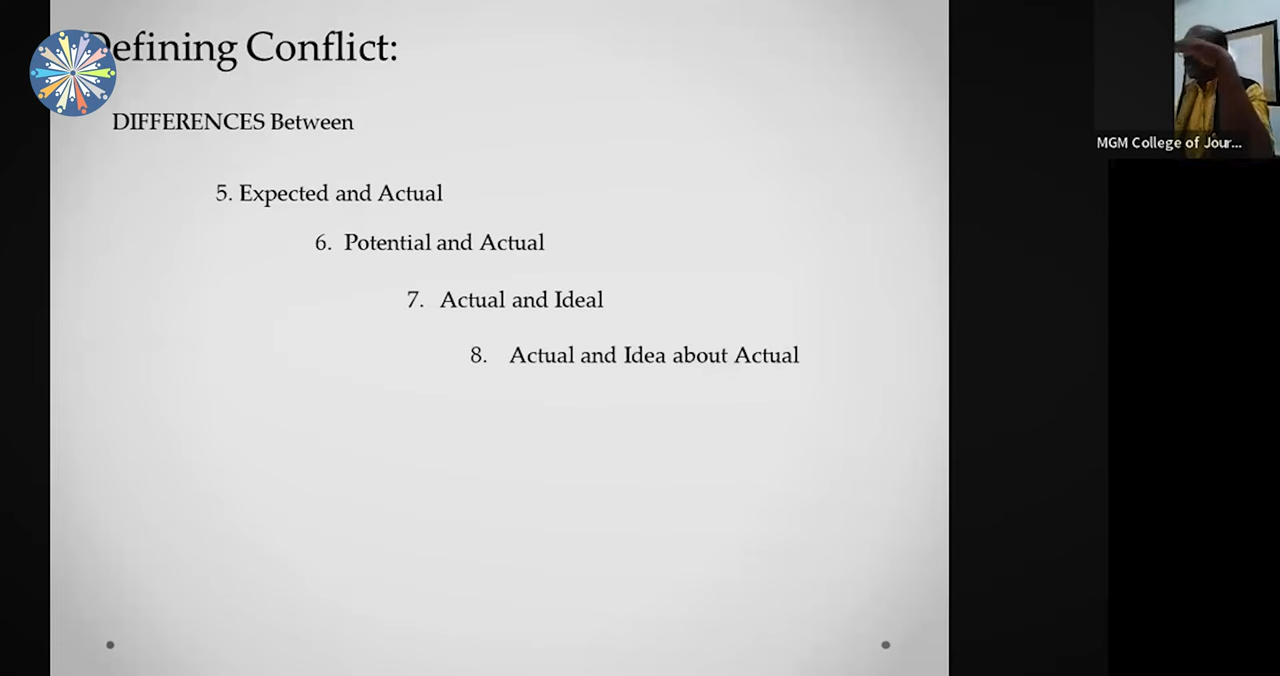 Defining Conflict:
DIFFERENCES Between
5. Expected and Actual
6. Potential and Actual
7. Actual and Ideal
8. Actual and Idea about Actual
MGM College of Jour...